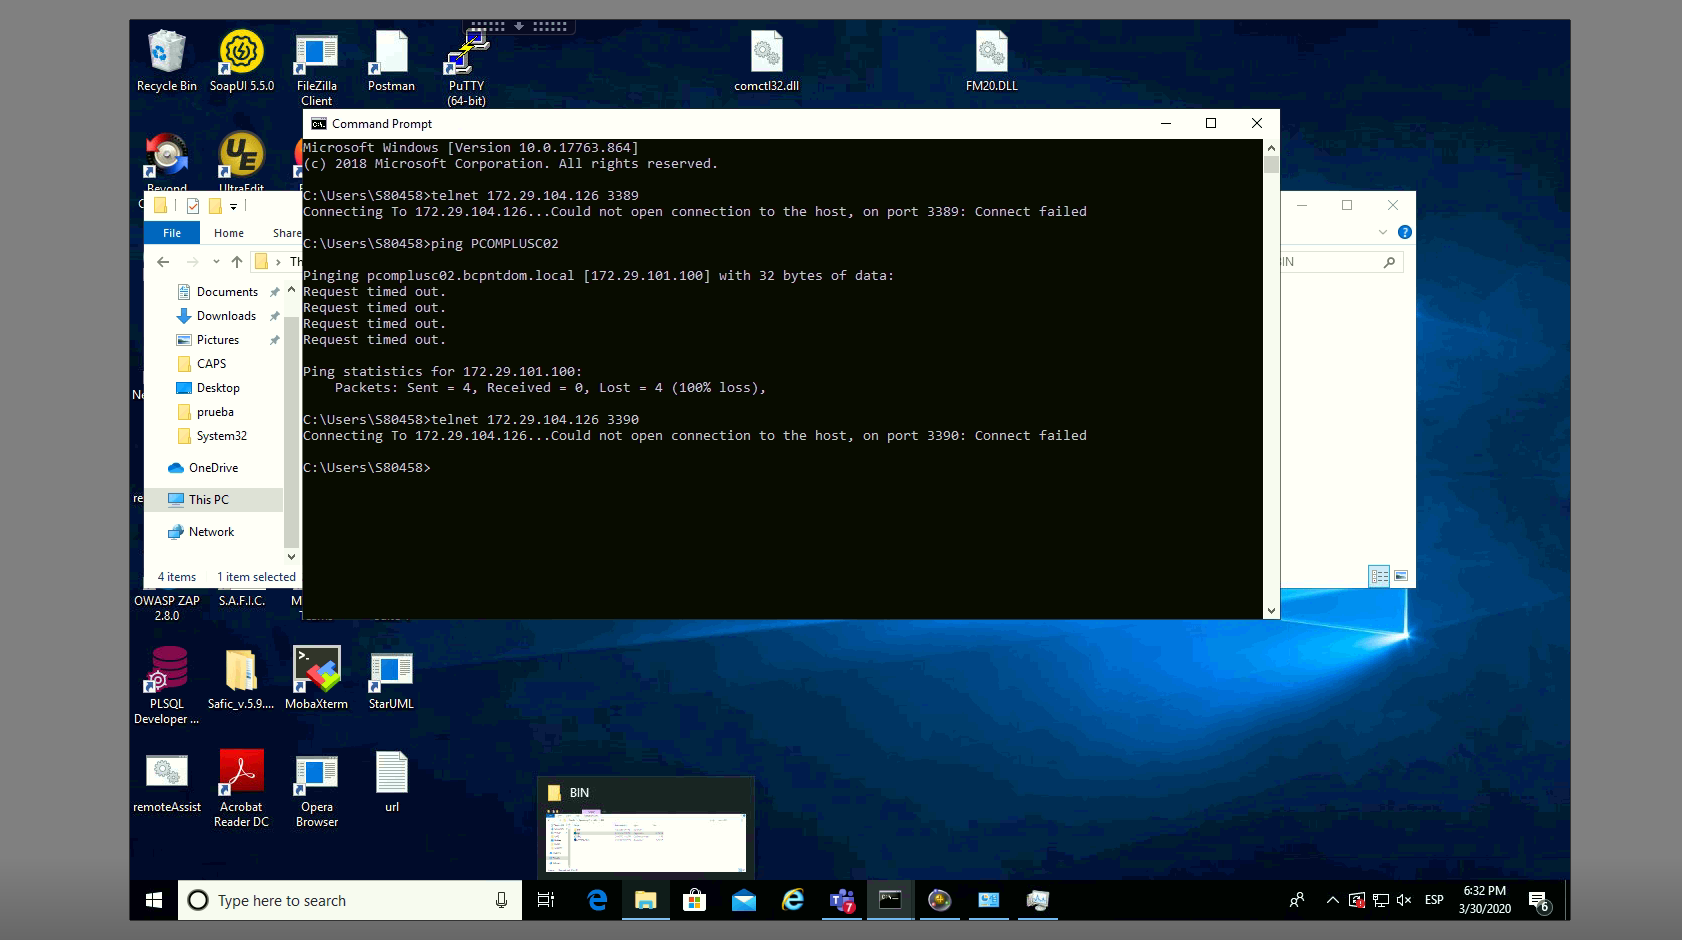 Recycle Bin
SoapUI 5.5.0
FileZilla
Client
Postman
PuTTY
(64-bit)
comctl32.dll
FM20.DLL
Beyond
UltraEdit
Command Prompt
Microsoft Windows [Version 10.0.17763.864]
(c) 2018 Microsoft Corporation. All rights reserved.
C:\Users\S80458>telnet 172.29.104.126 3389
Connecting To 172.29.104.126...Could not open connection to the host, on port 3389: Connect failed
C:\Users\S80458>ping PCOMPLUSC02
Pinging pcomplusc02.bcpntdom.local [172.29.101.100] with 32 bytes of data:
Request timed out.
Request timed out.
Request timed out.
Request timed out.
Ping statistics for 172.29.101.100:
Packets: Sent = 4, Received = 0, Lost = 4 (100% loss),
C:\Users\S80458>telnet 172.29.104.126 3390
Connecting To 172.29.104.126...Could not open connection to the host, on port 3390: Connect failed
C:\Users\S80458>
File
Home
Share
Th
BIN
Documents
Downloads
Pictures
CAPS
Desktop
prueba
System32
OneDrive
This PC
Network
4 items
1 item selected
OWASP ZAP
2.8.0
S.A.F.I.C.
PLSQL
Developer ...
Safic_v.5.9....
MobaXterm
StarUML
remoteAssist
Acrobat
Reader DC
Opera
Browser
url
BIN
Type here to search
7
ESP
6:32 PM
3/30/2020
6